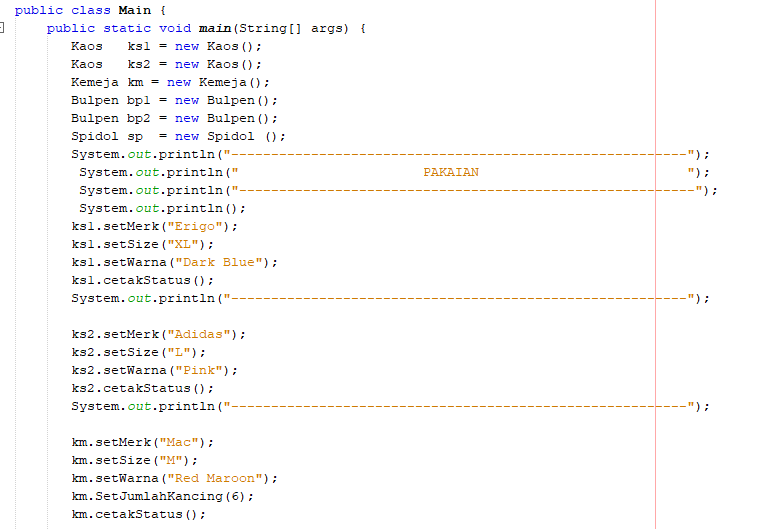 public class Main {
    public static void main(String[] args) {
       Kaos   ks1 = new Kaos();
       Kaos   ks2 = new Kaos();
       Kemeja km = new Kemeja();
       Bulpen bp1 = new Bulpen();
       Bulpen bp2 = new Bulpen();
       Spidol sp  = new Spidol ();
       System.out.println("---------------------------------------------------------");
        System.out.println("                       PAKAIAN                          ");
        System.out.println("---------------------------------------------------------");
        System.out.println();
       ks1.setMerk("Erigo");
       ks1.setSize("XL");
       ks1.setWarna("Dark Blue");
       ks1.cetakStatus();
       System.out.println("---------------------------------------------------------");

       ks2.setMerk("Adidas");
       ks2.setSize("L");
       ks2.setWarna("Pink");
       ks2.cetakStatus();
       System.out.println("---------------------------------------------------------");

       km.setMerk("Mac");
       km.setSize("M");
       km.setWarna("Red Maroon");
       km.SetJumlahKancing(6);
       km.cetakStatus();